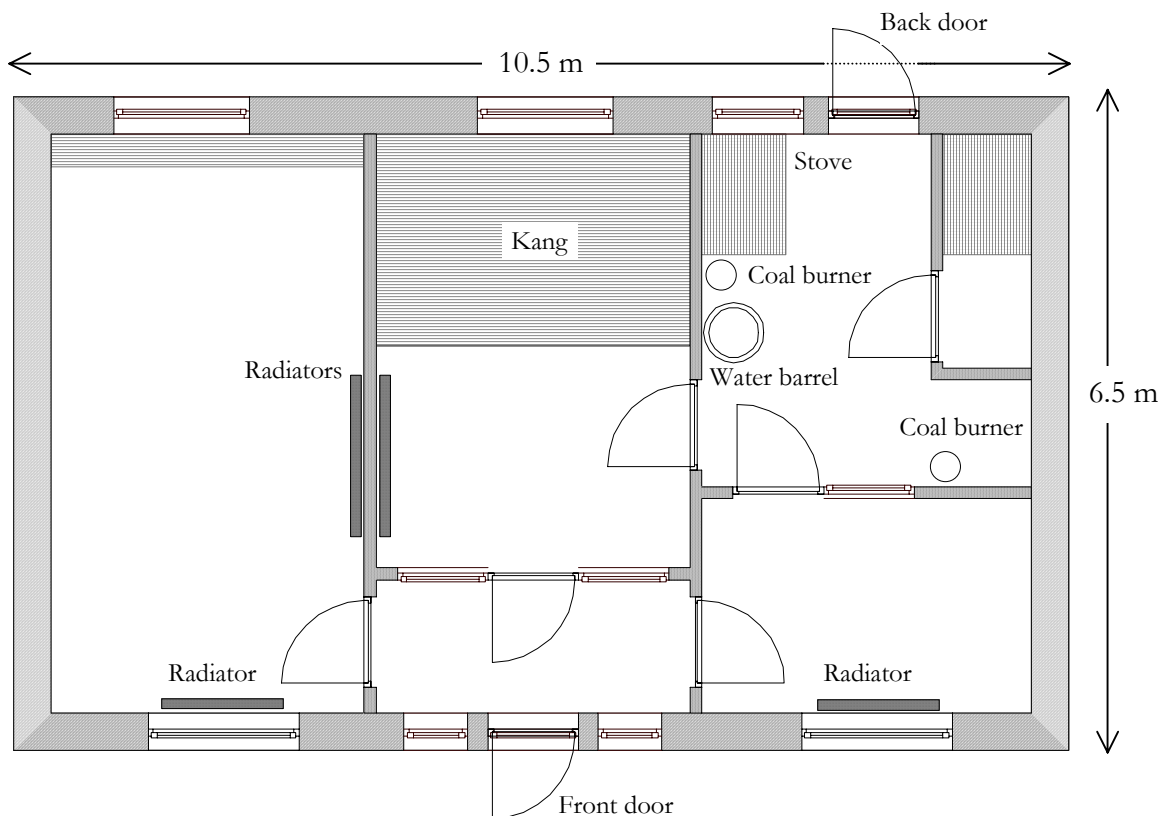 Back door
10.5 m
Stove
Kang
Coal burner
Radiators
Water barrel
6.5 m
Coal burner
Radiator
Radiator
Front door